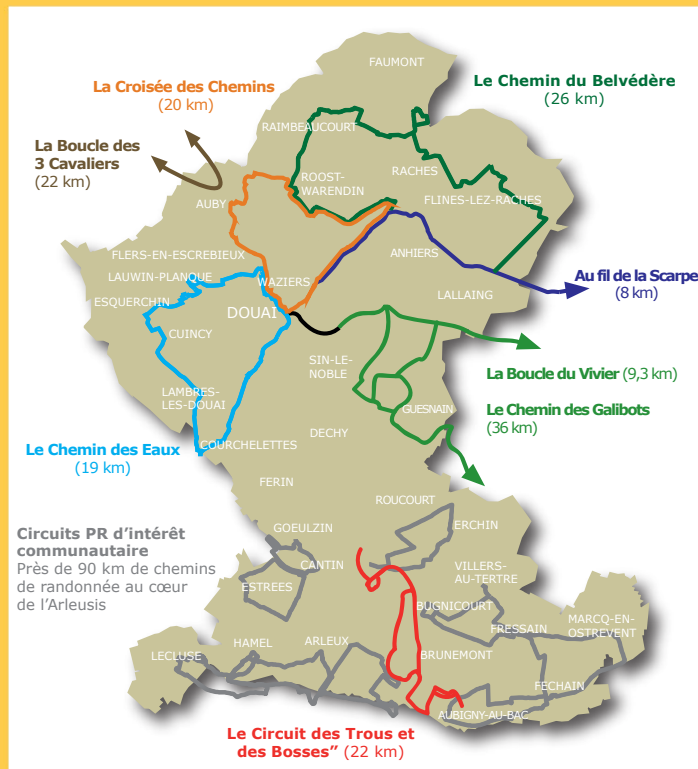 FAUMONT
La Croisée des Chemins
(20 km)
Le Chemin du Belvédère
(26 km)
RAIMBEAUCOURT
La Boucle des
3 Cavaliers
(22 km)
ROOST-
WARENDIN
RACHES
AUBY
FLINES-LEZ-RACHES
FLERS-EN-ESCREBIEUX
ANHIERS
LAUWIN-PLANQUE
WAZIERS
Au fil de la Scarpe
(8 km)
ESQUERCHIN
LALLAING
DOUAI
CUINCY
SIN-LE-
NOBLE
La Boucle du Vivier (9,3 km)
LAMBRES-
LES-DOUAI
GUESNAIN
Le Chemin des Galibots
(36 km)
DECHY
COURCHELETTES
Le Chemin des Eaux
(19 km)
FERIN
ROUCOURT
GOEULZIN
ERCHIN
Circuits PR d’intérêt
communautaire
Près de 90 km de chemins
de randonnée au cœur
de l’Arleusis
CANTIN
VILLERS-
AU-TERTRE
ESTREES
BUGNICOURT
MARCQ-EN-
OSTREVENT
FRESSAIN
HAMEL
ARLEUX
LECLUSE
BRUNEMONT
FECHAIN
AUBIGNY-AU-BAC
Le Circuit des Trous et
des Bosses” (22 km)